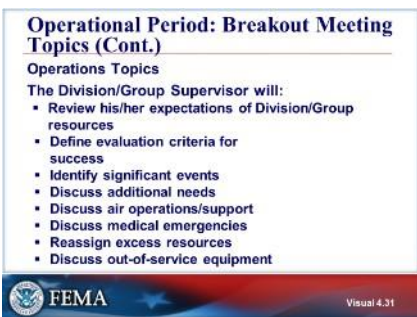 Operational Period: Breakout Meeting
Topics (Cont.)
Operations Topics
The Division/Group Supervisor will:
▪ Review his/her expectations of Division/Group
resources
▪ Define evaluation criteria for
success
▪ Identify significant events
▪ Discuss additional needs
▪ Discuss air operations/support
▪ Discuss medical emergencies
▪ Reassign excess resources
▪ Discuss out-of-service equipment
FEMA
Visual 4.31